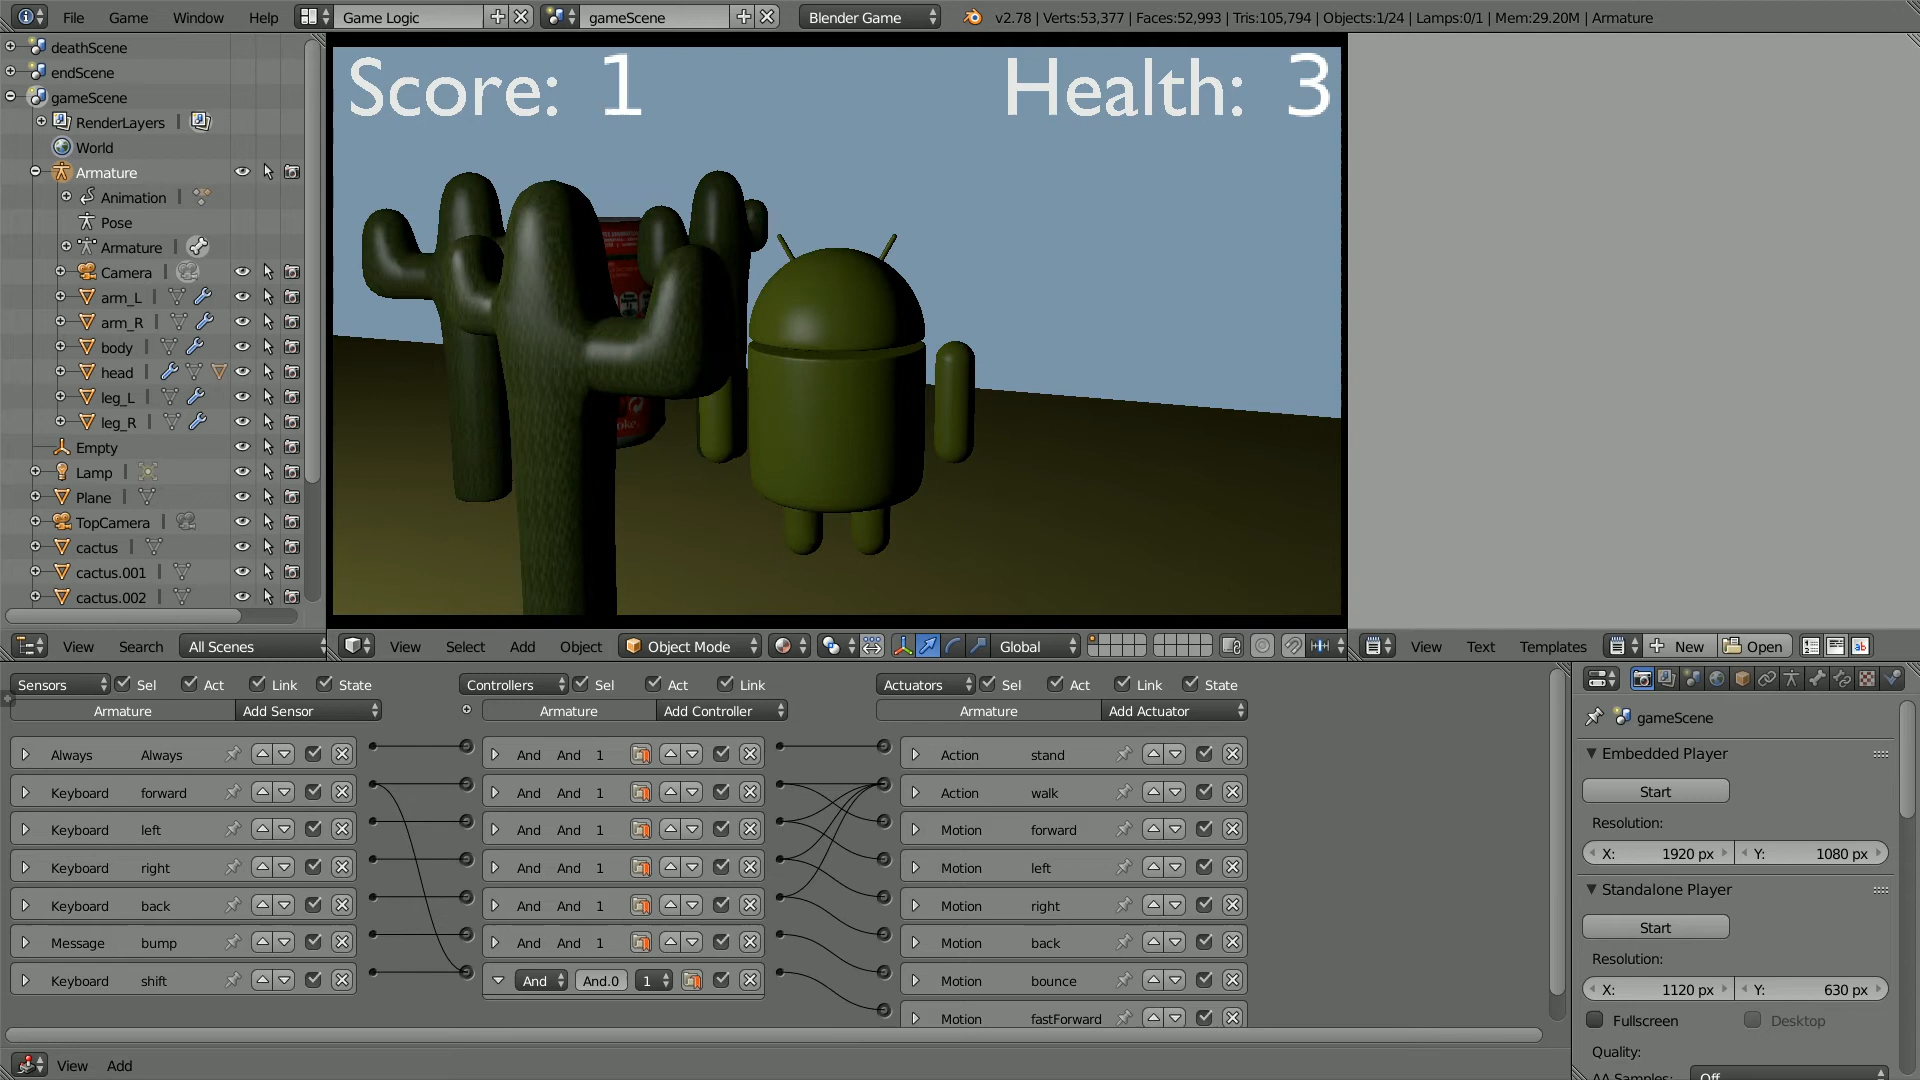 File Game Window Help Game Logic gameScene Blender Game v2.78 | Verts:53,377 | Faces:52,993 | Tris:105,794 | Objects:1/24 | Lamps:0/1 | Mem:29.20M | Armature
deathScene
endScene
gameScene
RenderLayers
World
Armature
Animation
Pose
Armature
Camera
arm_L
arm_R
body
head
leg_L
leg_R
Empty
Lamp
Plane
TopCamera
cactus
cactus.001
cactus.002
Score: 1 Health: 3
oke.
View Search All Scenes
View Select Add Object Object Mode Global
View Text Templates New Open
Sensors Sel Act Link State Controllers Sel Act Link Actuators Sel Act Link State
Armature Add Sensor Armature Add Controller Armature Add Actuator
Always Always And And 1 Action stand
Keyboard forward And And 1 Action walk
Keyboard left And And 1 Motion forward
Keyboard right And And 1 Motion left
Keyboard back And And 1 Motion right
Message bump And And 1 Motion back
Keyboard shift And And.0 1 Motion bounce
Motion fastForward
View Add
gameScene
Embedded Player
Start
Resolution:
X: 1920 px Y: 1080 px
Standalone Player
Start
Resolution:
X: 1120 px Y: 630 px
Fullscreen Desktop
Quality:
AA Samples: Off